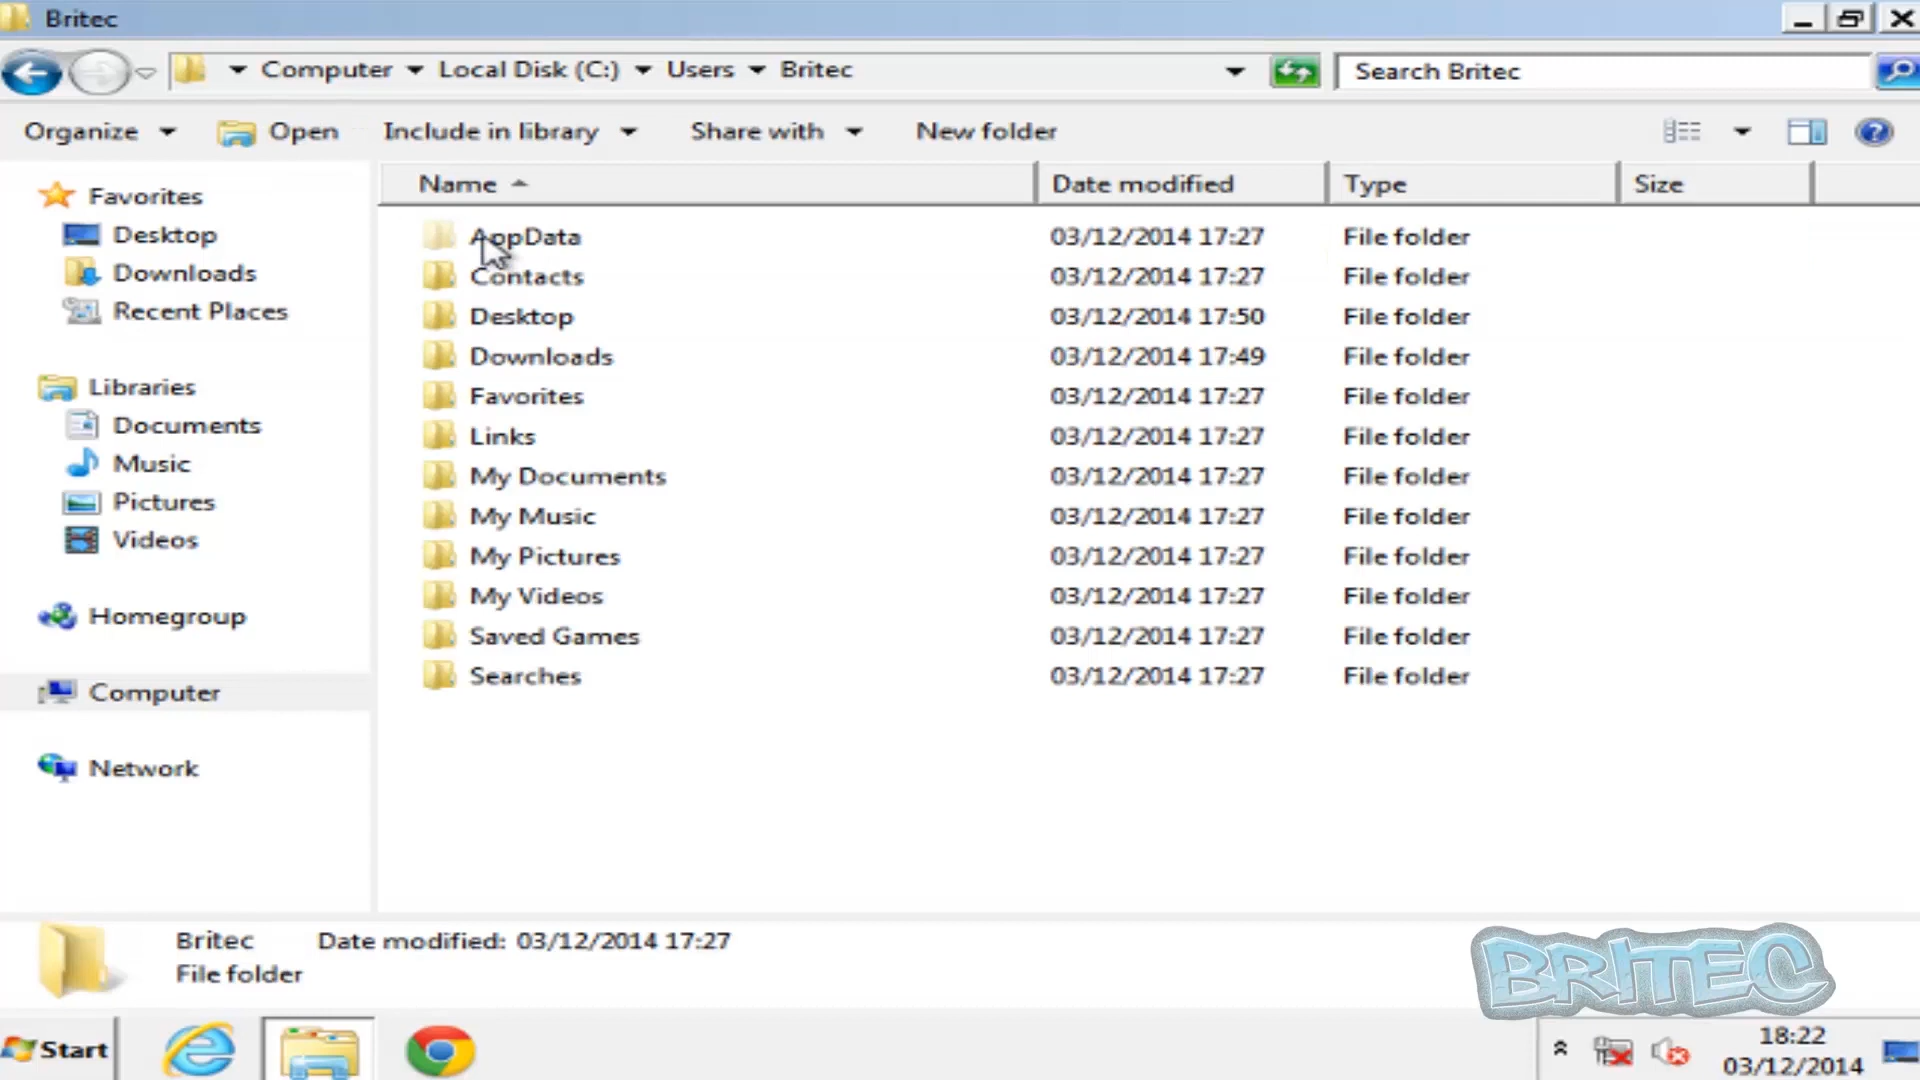 Britec
Computer Local Disk (C:) Users Britec
Search Britec
Organize Open Include in library Share with New folder
Name Date modified Type Size
Favorites
Desktop
Downloads
Recent Places
Libraries
Documents
Music
Pictures
Videos
Homegroup
Computer
Network
AppData 03/12/2014 17:27 File folder
Contacts 03/12/2014 17:27 File folder
Desktop 03/12/2014 17:50 File folder
Downloads 03/12/2014 17:49 File folder
Favorites 03/12/2014 17:27 File folder
Links 03/12/2014 17:27 File folder
My Documents 03/12/2014 17:27 File folder
My Music 03/12/2014 17:27 File folder
My Pictures 03/12/2014 17:27 File folder
My Videos 03/12/2014 17:27 File folder
Saved Games 03/12/2014 17:27 File folder
Searches 03/12/2014 17:27 File folder
Britec Date modified: 03/12/2014 17:27
File folder
BRITEC
Start
18:22
03/12/2014